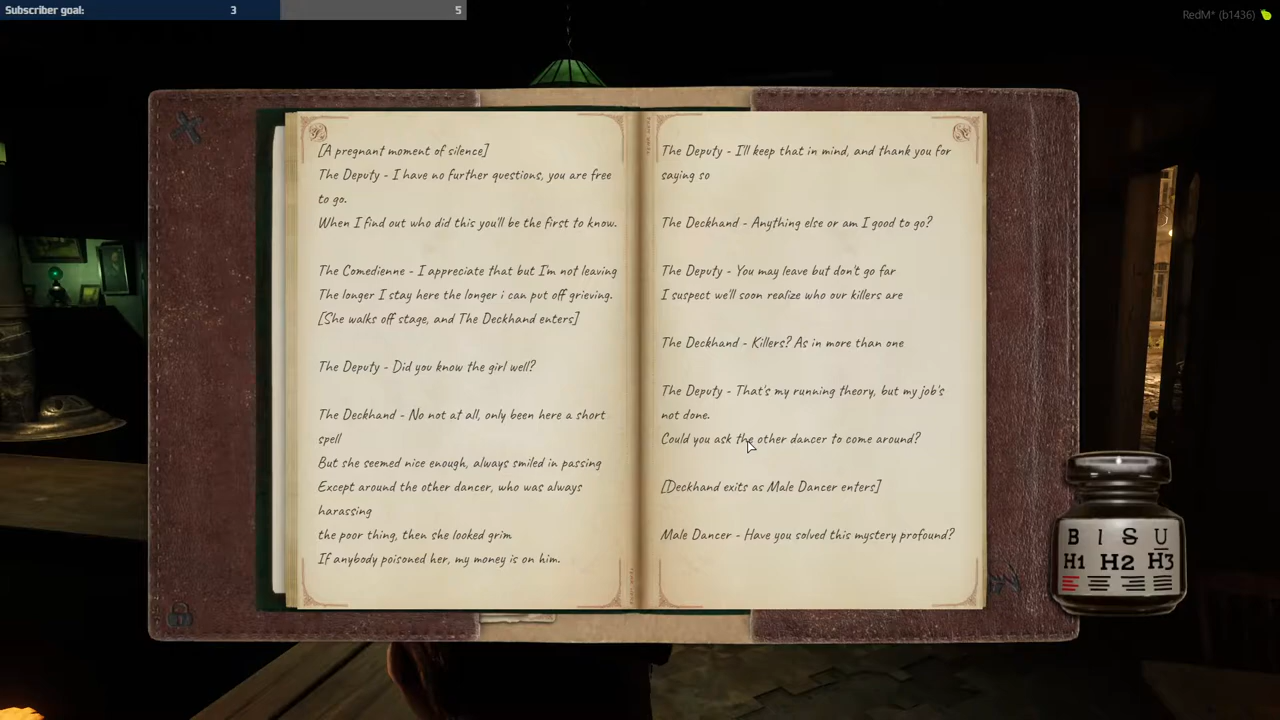 Subscriber goal: 3 5
RedM* (b1436)
[A pregnant moment of silence]
The Deputy - I have no further questions, you are free
to go.
When I find out who did this you'll be the first to know.
The Comedienne - I appreciate that but I'm not leaving
The longer I stay here the longer i can put off grieving.
[She walks off stage, and The Deckhand enters]
The Deputy - Did you know the girl well?
The Deckhand - No not at all, only been here a short
spell
But she seemed nice enough, always smiled in passing
Except around the other dancer, who was always
harassing
the poor thing, then she looked grim
If anybody poisoned her, my money is on him.
The Deputy - I'll keep that in mind, and thank you for
saying so
The Deckhand - Anything else or am I good to go?
The Deputy - You may leave but don't go far
I suspect we'll soon realize who our killers are
The Deckhand - Killers? As in more than one
The Deputy - That's my running theory, but my job's
not done.
Could you ask the other dancer to come around?
[Deckhand exits as Male Dancer enters]
Male Dancer - Have you solved this mystery profound?
B I S U
H1 H2 H3